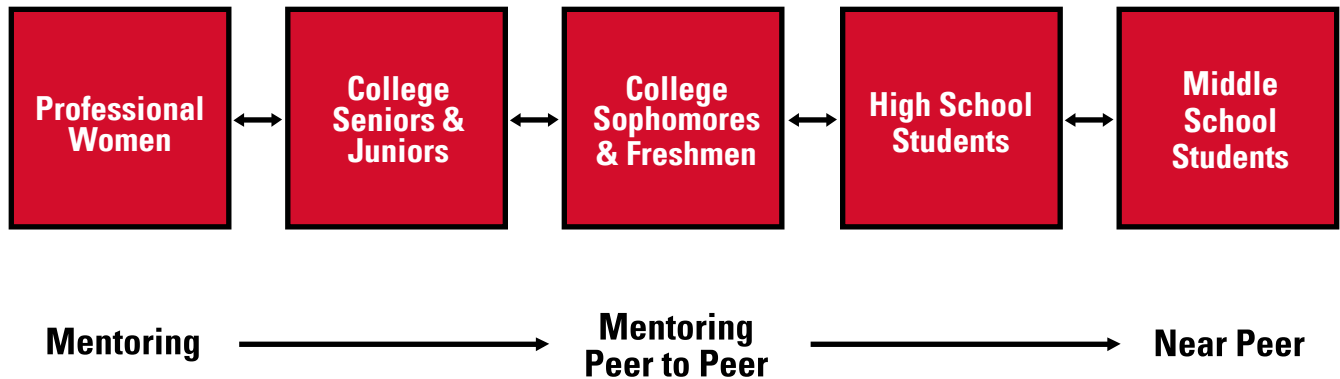 Professional
Women
College
Seniors &
Juniors
College
Sophomores
& Freshmen
High School
Students
Middle
School
Students
Mentoring
Mentoring
Peer to Peer
Near Peer